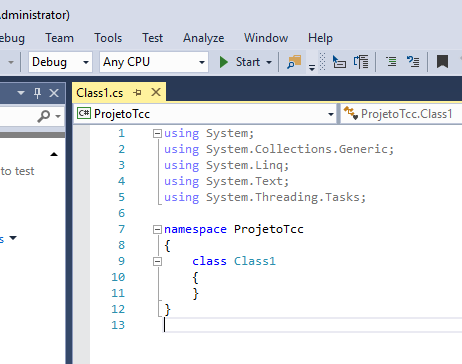 Administrator)
ebug Team Tools Test Analyze Window Help
Debug Any CPU Start
Class1.cs
C# ProjetoTcc ProjetoTcc.Class1
to test
s
1 using System;
2 using System.Collections.Generic;
3 using System.Linq;
4 using System.Text;
5 using System.Threading.Tasks;
6
7 namespace ProjetoTcc
8 {
9 class Class1
10 {
11 }
12 }
13